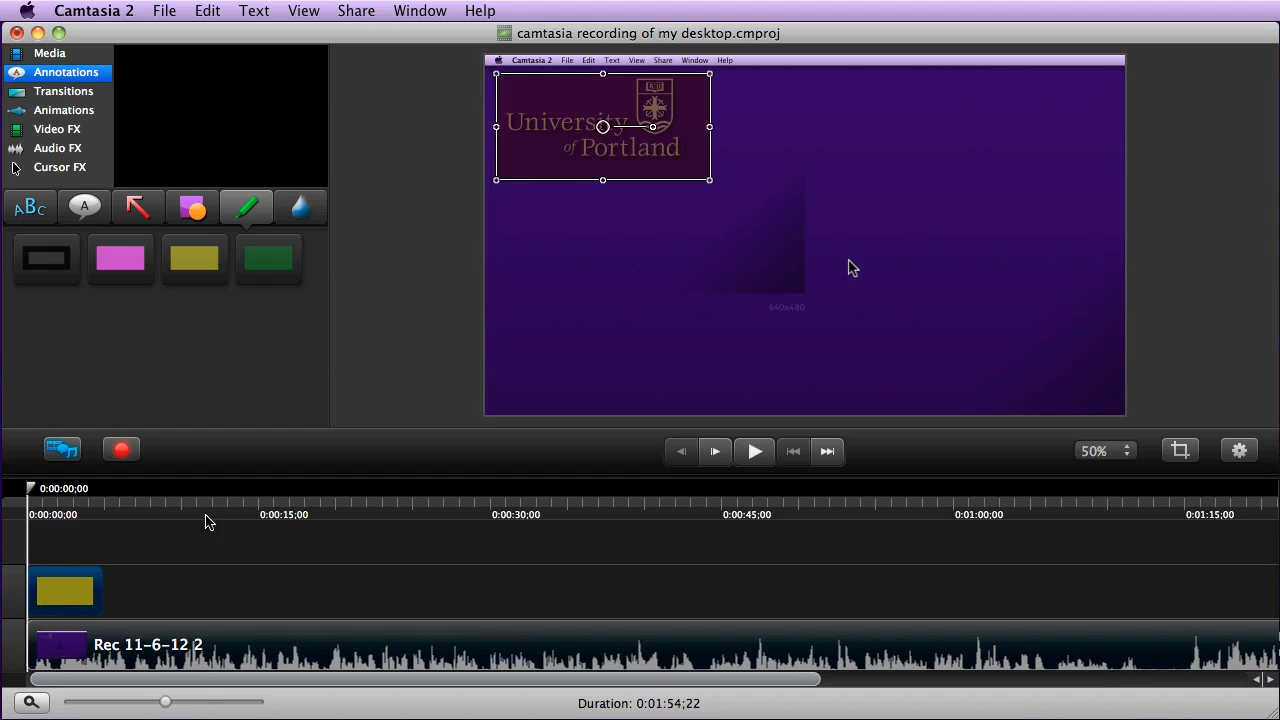 Camtasia 2 File Edit Text View Share Window Help
camtasia recording of my desktop.cmproj
Media
Annotations
Transitions
Animations
Video FX
Audio FX
Cursor FX
ABC
A
A
Camtasia 2 File Edit Text View Share Window Help
University
of Portland
640x480
50%
0:00:00;00
0:00:00;00 0:00:15;00 0:00:30;00 0:00:45;00 0:01:00;00 0:01:15;00
Rec 11-6-12 2
Duration: 0:01:54;22